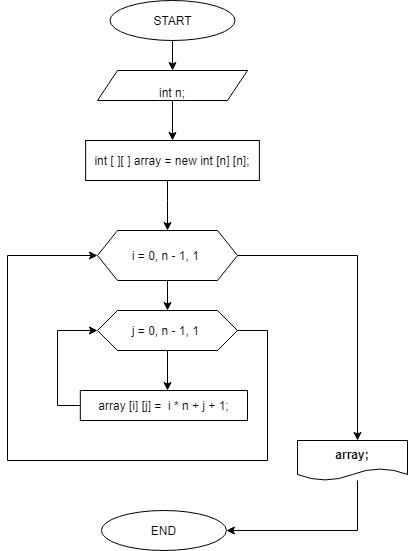 START
int n;
int [ ][ ] array = new int [n] [n];
i = 0, n - 1, 1
j = 0, n - 1, 1
array [i] [j] = i * n + j + 1;
array;
END